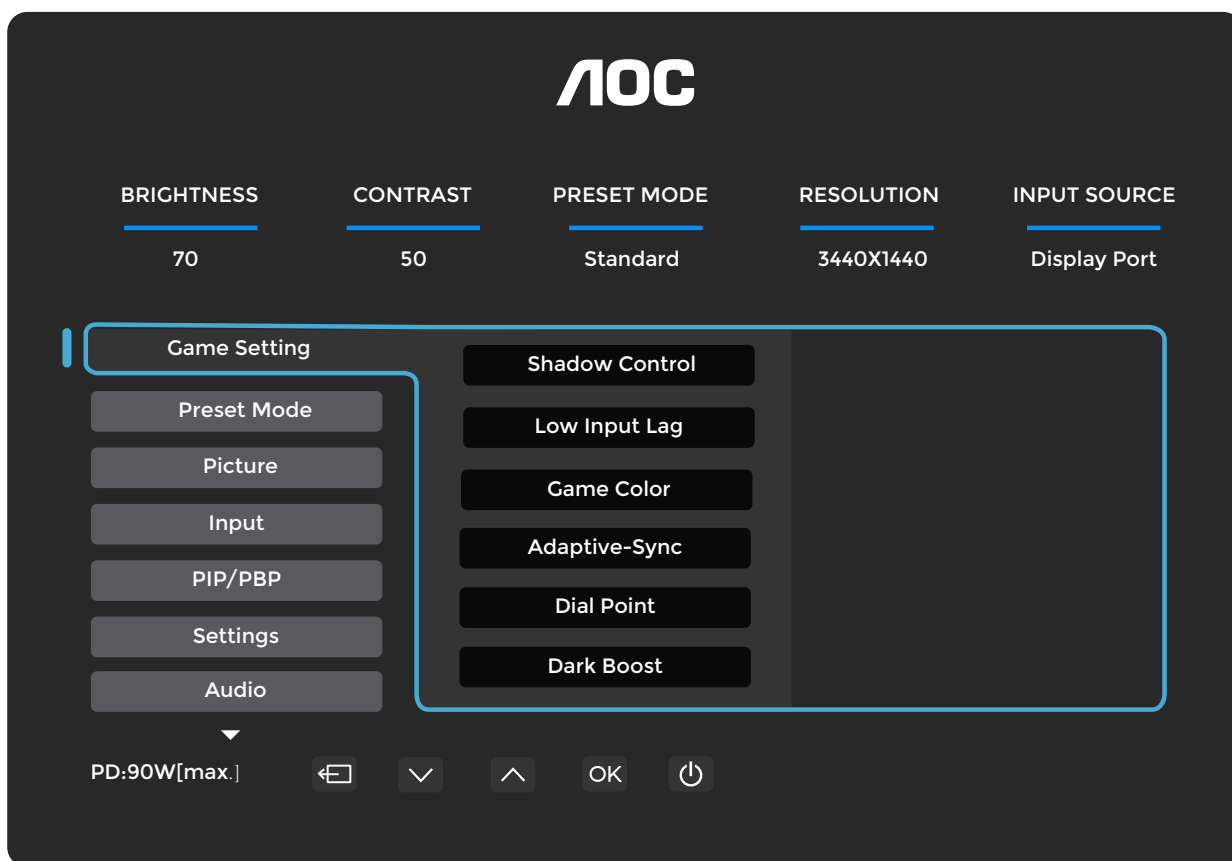 AOC
BRIGHTNESS CONTRAST PRESET MODE RESOLUTION INPUT SOURCE
70 50 Standard 3440X1440 Display Port
Game Setting
Preset Mode
Picture
Input
PIP/PBP
Settings
Audio
Shadow Control
Low Input Lag
Game Color
Adaptive-Sync
Dial Point
Dark Boost
PD:90W[max.]
OK